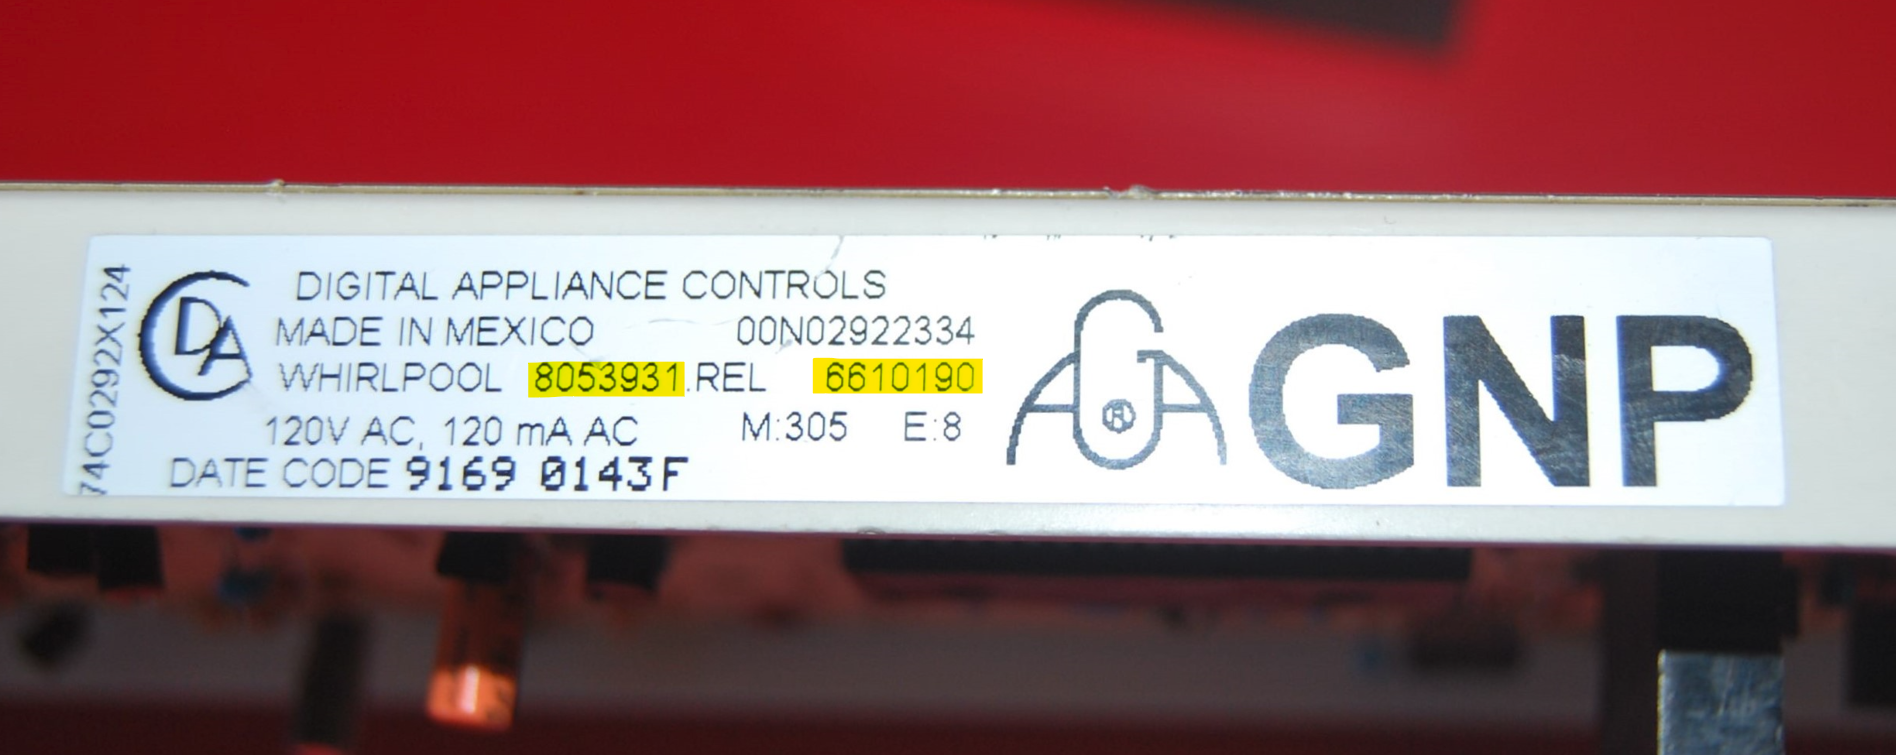 DIGITAL APPLIANCE CONTROLS
MADE IN MEXICO 00N02922334
WHIRLPOOL 8053931.REL 6610190
120V AC, 120 mA AC M:305 E:8
DATE CODE 9169 0143F
74C0292X124
CDA
G®
GNP